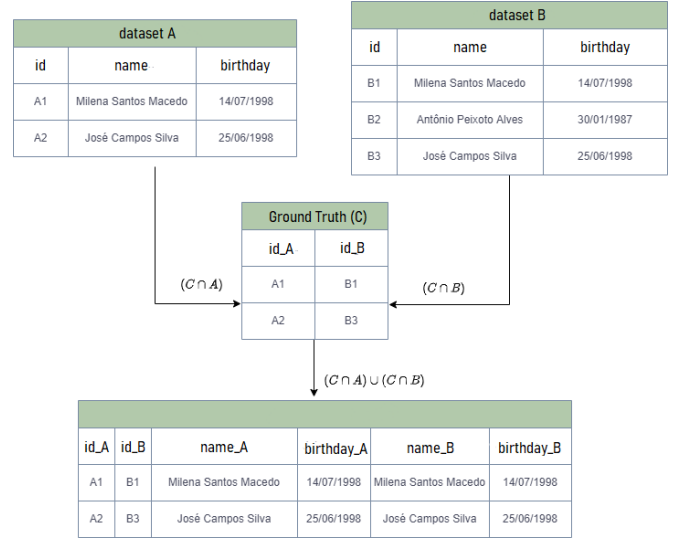 dataset A
id name birthday
A1 Milena Santos Macedo 14/07/1998
A2 José Campos Silva 25/06/1998
dataset B
id name birthday
B1 Milena Santos Macedo 14/07/1998
B2 Antônio Peixoto Alves 30/01/1987
B3 José Campos Silva 25/06/1998
Ground Truth (C)
id_A id_B
A1 B1
A2 B3
(C ∩ A)
(C ∩ B)
(C ∩ A) ∪ (C ∩ B)
id_A id_B name_A birthday_A name_B birthday_B
A1 B1 Milena Santos Macedo 14/07/1998 Milena Santos Macedo 14/07/1998
A2 B3 José Campos Silva 25/06/1998 José Campos Silva 25/06/1998